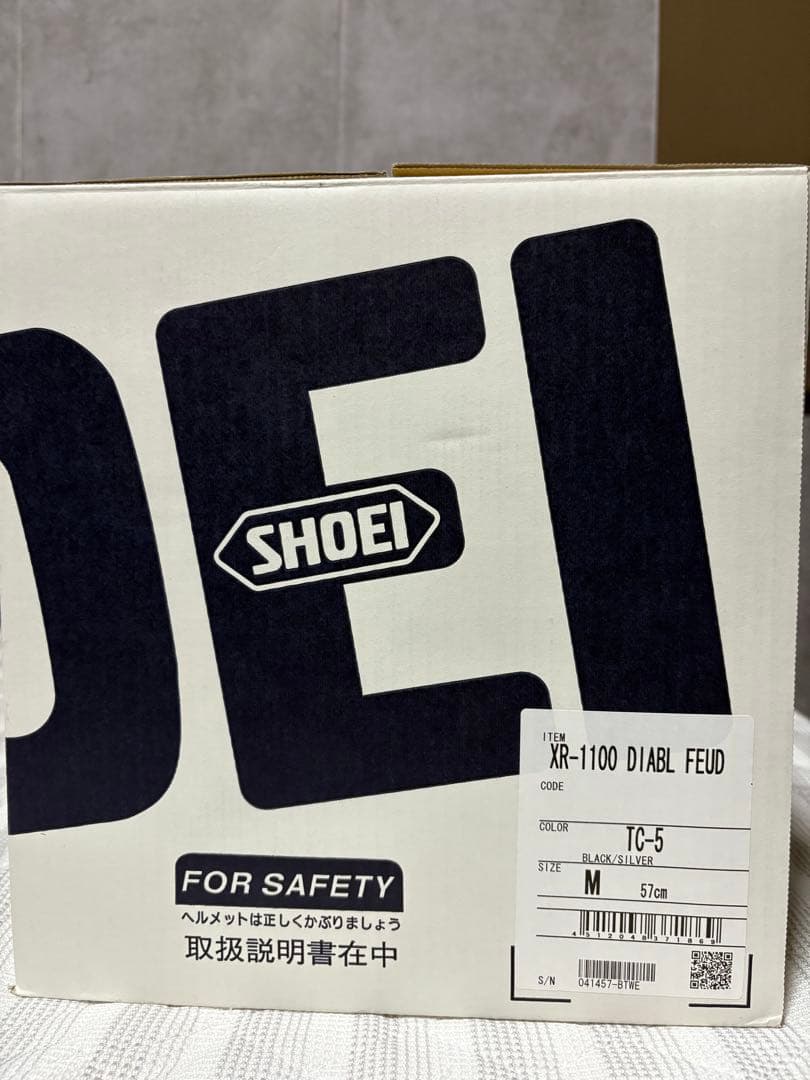 OEI
SHOEI
ITEM
XR-1100 DIABL FEUD
CODE
COLOR
TC-5
BLACK/SILVER
SIZE
M 57cm
4512048371869
S/N
041457-BTWE
FOR SAFETY
ヘルメットは正しくかぶりましょう
取扱説明書在中